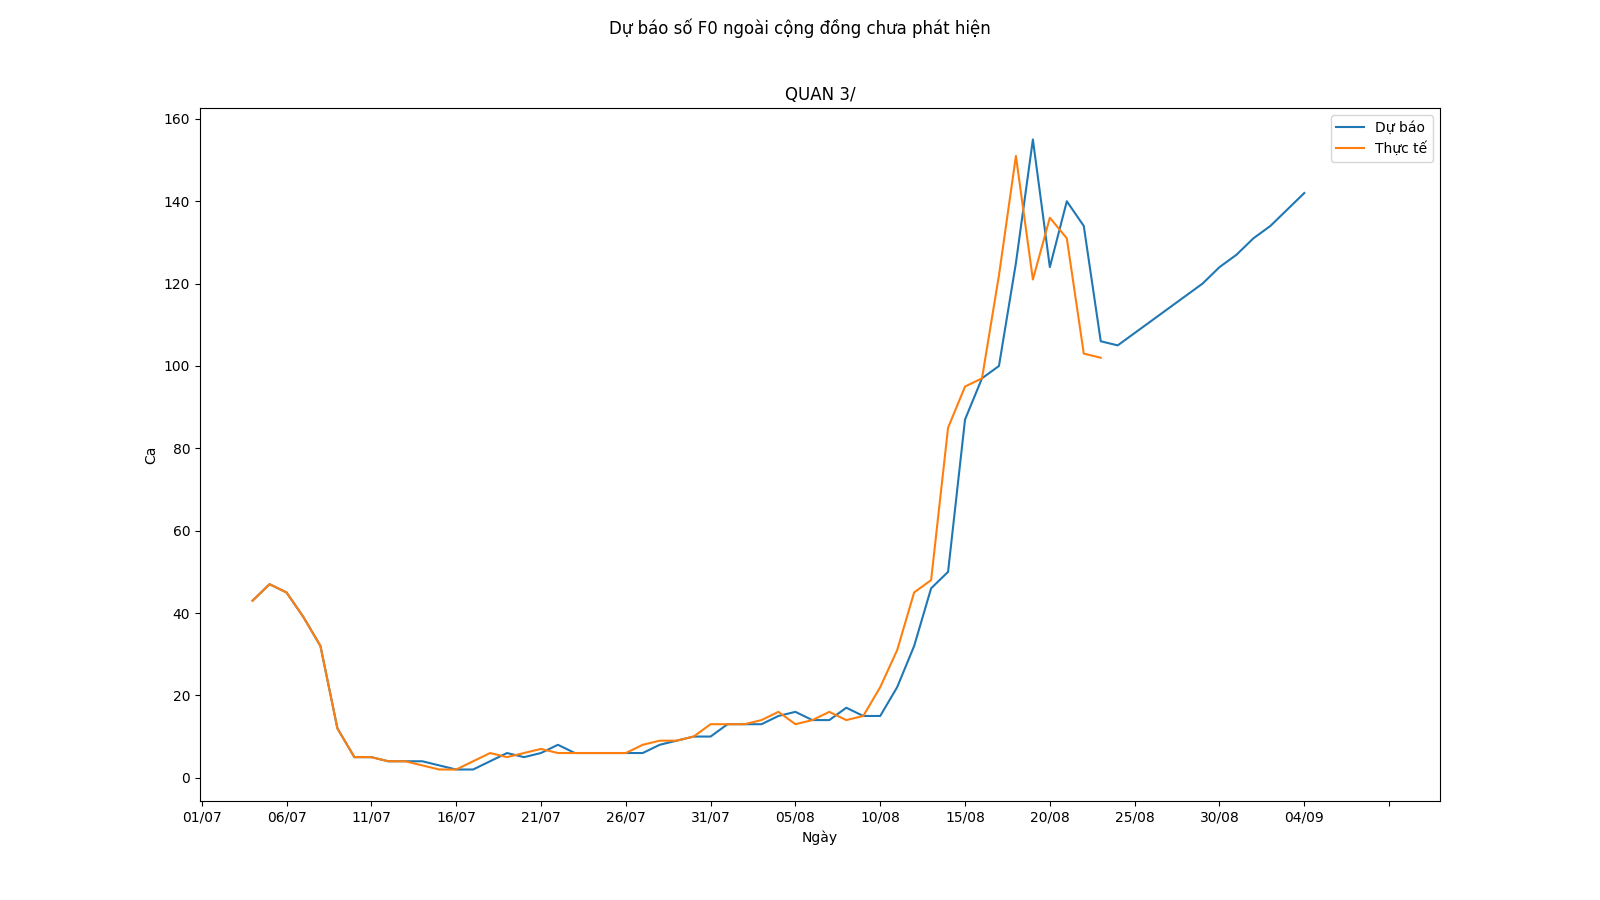 Dự báo số F0 ngoài cộng đồng chưa phát hiện
QUAN 3/
Dự báo
Thực tế
160
140
120
100
80
60
40
20
0
Ca
01/07 06/07 11/07 16/07 21/07 26/07 31/07 05/08 10/08 15/08 20/08 25/08 30/08 04/09
Ngày